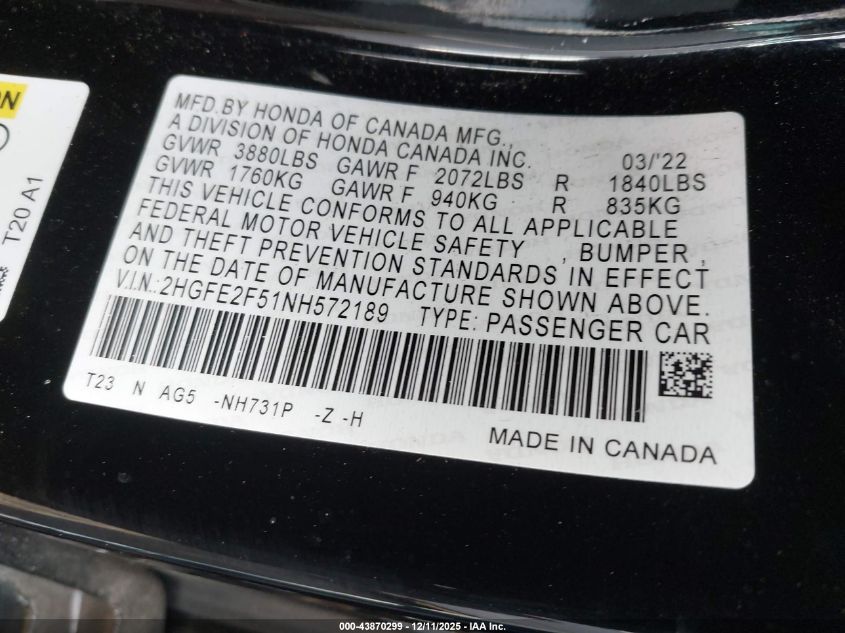 MFD.BY HONDA OF CANADA MFG.,
A DIVISION OF HONDA CANADA INC. 03/'22
GVWR 3880LBS GAWR F 2072LBS R 1840LBS
GVWR 1760KG GAWR F 940KG R 835KG
THIS VEHICLE CONFORMS TO ALL APPLICABLE
FEDERAL MOTOR VEHICLE SAFETY , BUMPER ,
AND THEFT PREVENTION STANDARDS IN EFFECT
ON THE DATE OF MANUFACTURE SHOWN ABOVE.
V.I.N.:2HGFE2F51NH572189 TYPE: PASSENGER CAR
T23 N AG5 -NH731P -Z -H
MADE IN CANADA
T20 A1
000-43870299 - 12/11/2025 - IAA Inc.